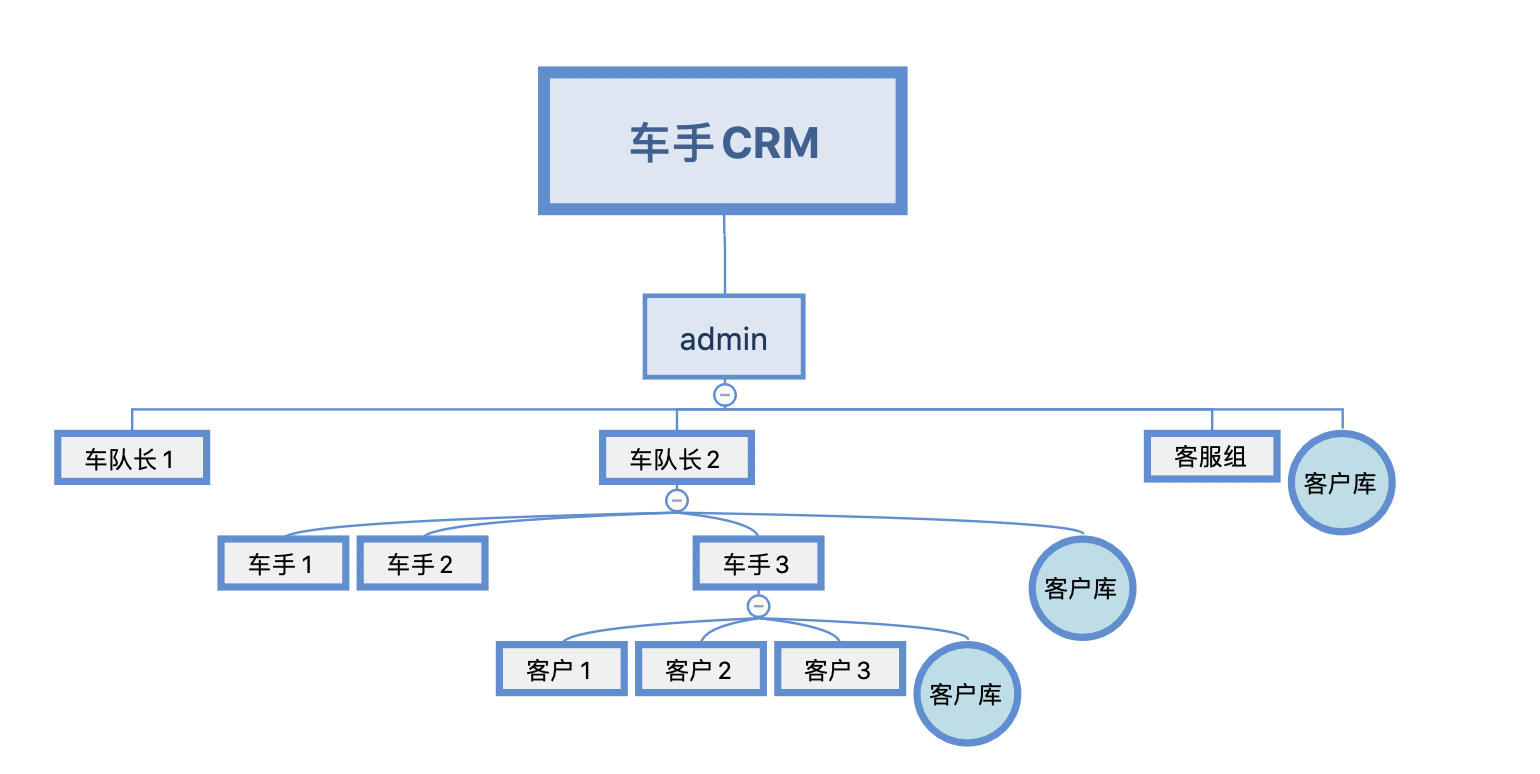 车手 CRM
admin
车队长 1
车队长 2
客服组
客户库
车手 1
车手 2
车手 3
客户库
客户 1
客户 2
客户 3
客户库